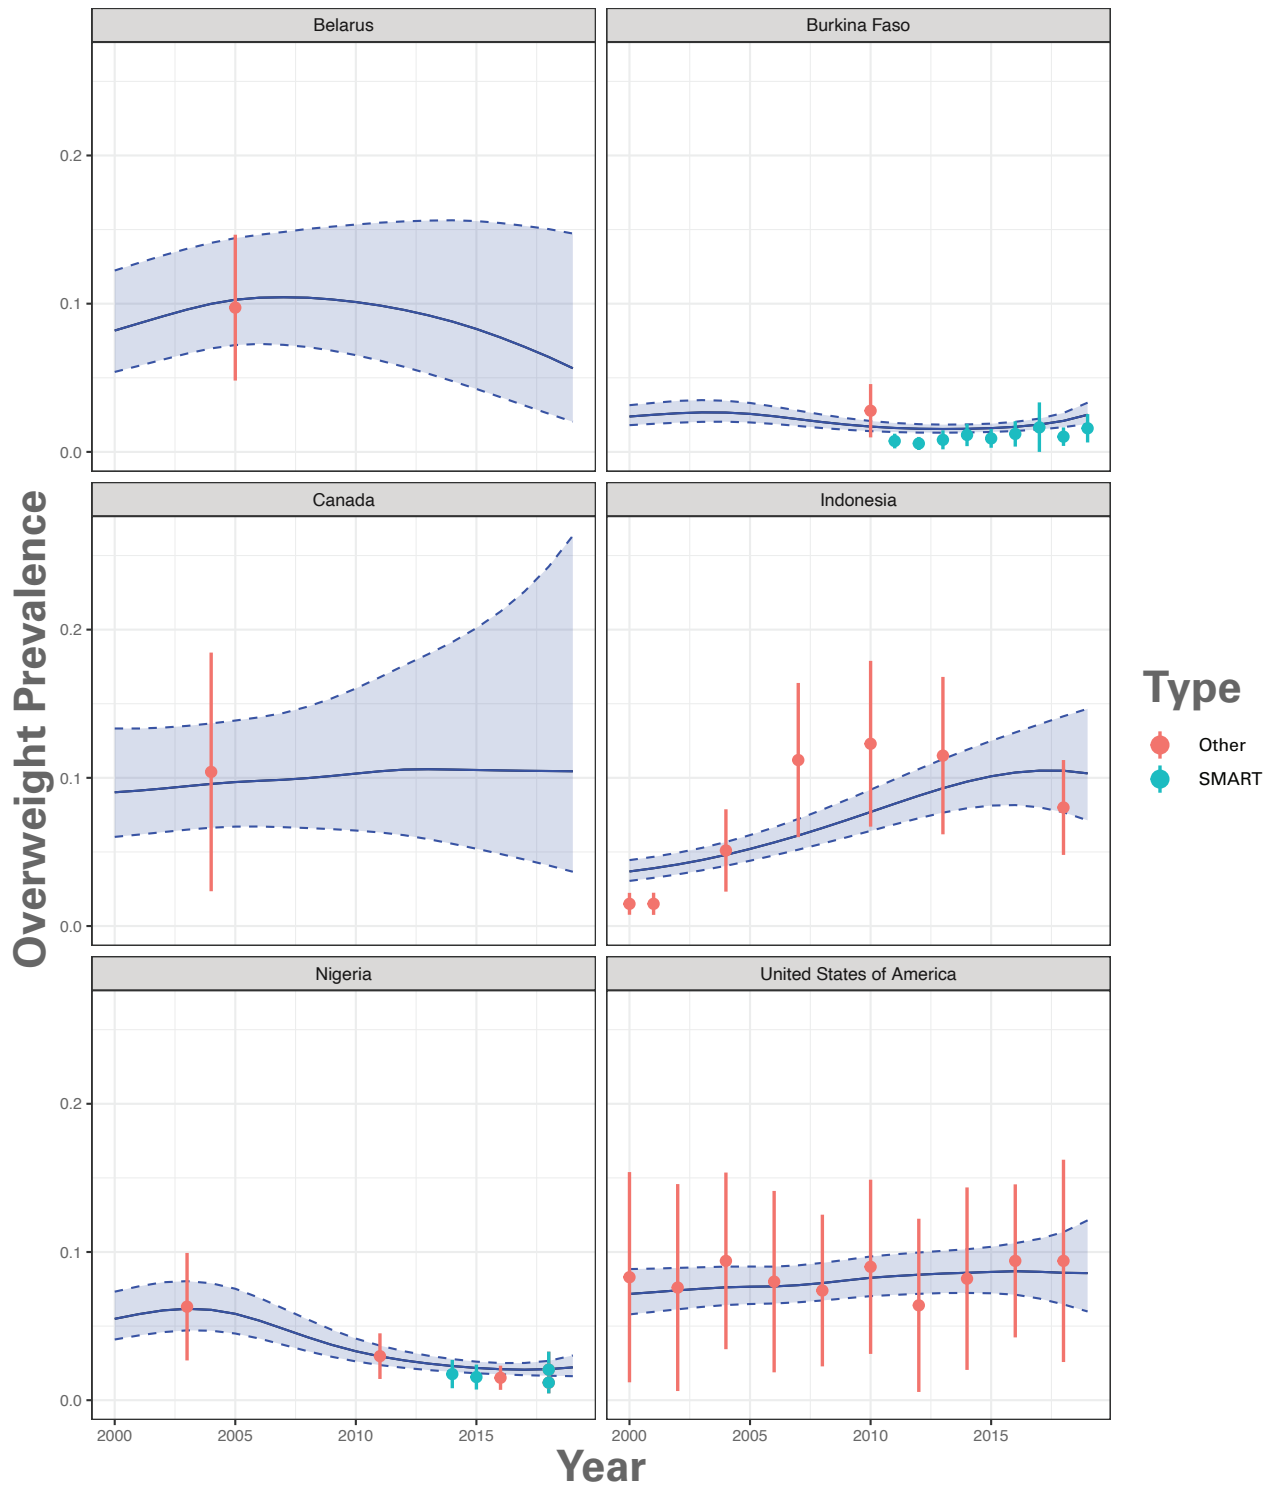 Belarus
Burkina Faso
0.2
0.1
0.0
Canada
Indonesia
0.2
0.1
0.0
Nigeria
United States of America
0.2
0.1
0.0
2000 2005 2010 2015
2000 2005 2010 2015
Year
Overweight Prevalence
Type
Other
SMART